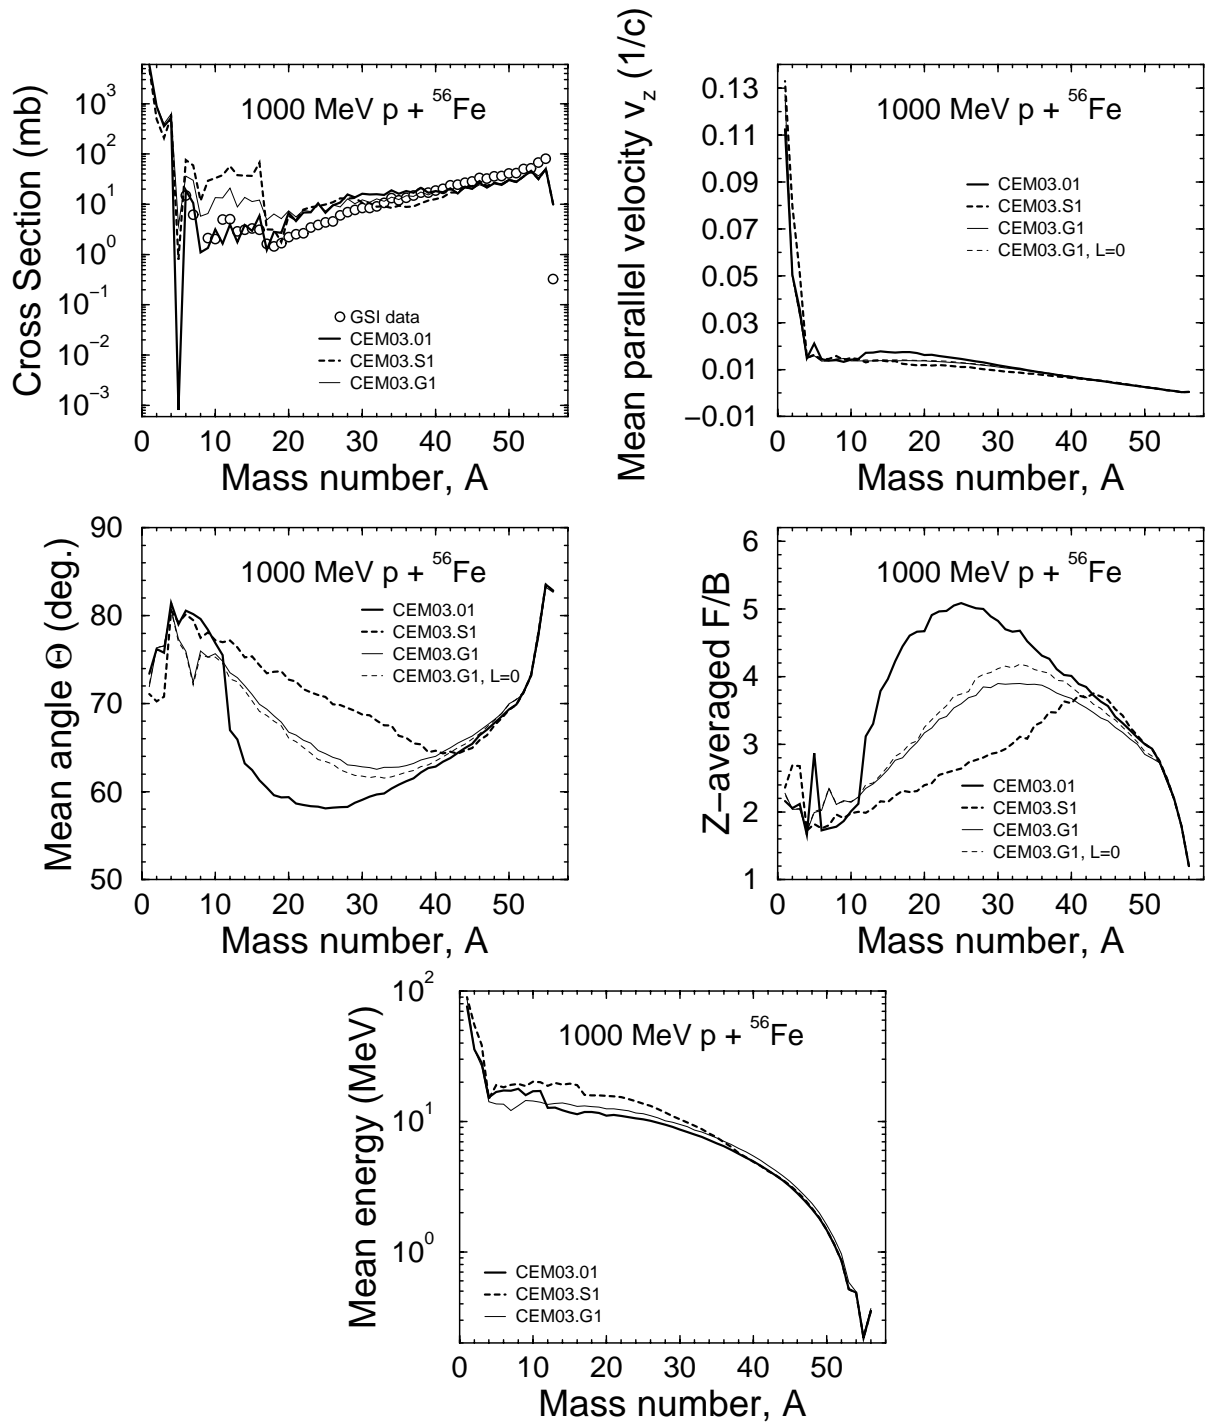 Cross Section (mb)
10³
10²
10¹
10⁰
10⁻¹
10⁻²
10⁻³
1000 MeV p + ⁵⁶Fe
GSI data
CEM03.01
CEM03.S1
CEM03.G1
0 10 20 30 40 50
Mass number, A
Mean parallel velocity v_z (1/c)
0.13
0.11
0.09
0.07
0.05
0.03
0.01
−0.01
1000 MeV p + ⁵⁶Fe
CEM03.01
CEM03.S1
CEM03.G1
CEM03.G1, L=0
0 10 20 30 40 50
Mass number, A
Mean angle Θ (deg.)
90
80
70
60
50
1000 MeV p + ⁵⁶Fe
CEM03.01
CEM03.S1
CEM03.G1
CEM03.G1, L=0
0 10 20 30 40 50
Mass number, A
Z−averaged F/B
6
5
4
3
2
1
1000 MeV p + ⁵⁶Fe
CEM03.01
CEM03.S1
CEM03.G1
CEM03.G1, L=0
0 10 20 30 40 50
Mass number, A
Mean energy (MeV)
10²
10¹
10⁰
1000 MeV p + ⁵⁶Fe
CEM03.01
CEM03.S1
CEM03.G1
0 10 20 30 40 50
Mass number, A